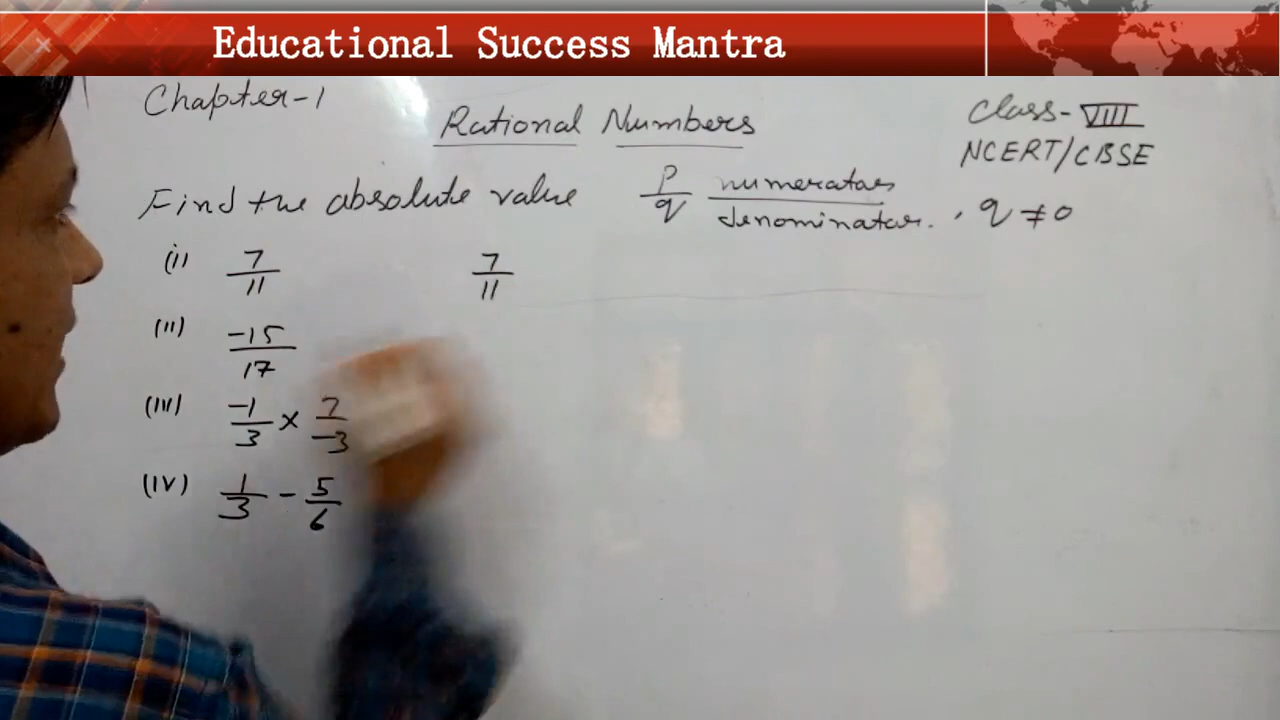 Educational Success Mantra
Chapter-1
Rational Numbers
Class-VIII
NCERT/CBSE
Find the absolute value p/q numerators/denominator. , q ≠ 0
(i) 7/11 7/11
(ii) -15/17
(iii) -1/3 × 7/-3
(iv) 1/3 - 5/6